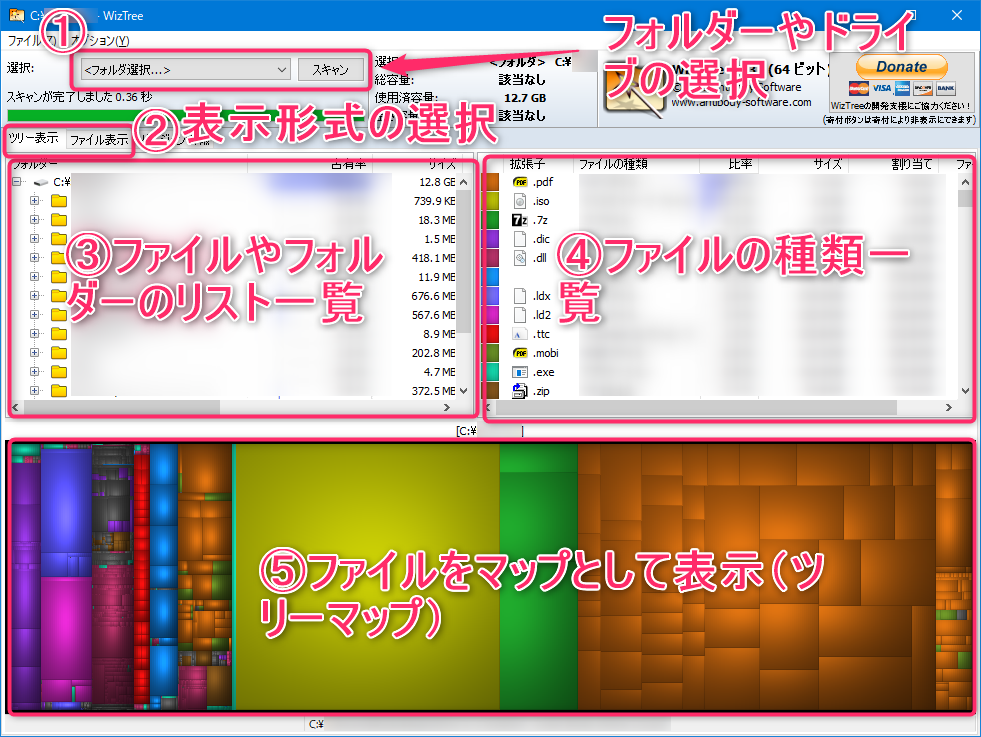 C:¥ - WizTree
①
フォルダーやドライブの選択
ファイル オプション(Y)
選択:
<フォルダ選択...>
スキャン
<フォルダ> C:¥
総容量: 該当なし
使用済容量: 12.7 GB
該当なし
(64 ビット)
Software
www.antibody-software.com
Donate
VISA
BANK
WizTreeの開発支援にご協力ください!
(寄付ボタンは寄付により非表示にできます)
スキャンが完了しました 0.36 秒
②表示形式の選択
ツリー表示
ファイル表示
フォルダー 占有率 サイズ
C:¥ 12.8 GB
739.9 KB
18.3 MB
1.5 MB
418.1 MB
11.9 MB
676.6 MB
567.6 MB
8.9 MB
202.8 MB
4.7 MB
372.5 MB
③ファイルやフォル
ダーのリスト一覧
拡張子 ファイルの種類 比率 サイズ 割り当て ファ
PDF .pdf
.iso
7z .7z
.dic
.dll
.ldx
.ld2
.ttc
PDF .mobi
.exe
.zip
④ファイルの種類一
覧
[C:¥ ]
⑤ファイルをマップとして表示(ツ
リーマップ)
C:¥